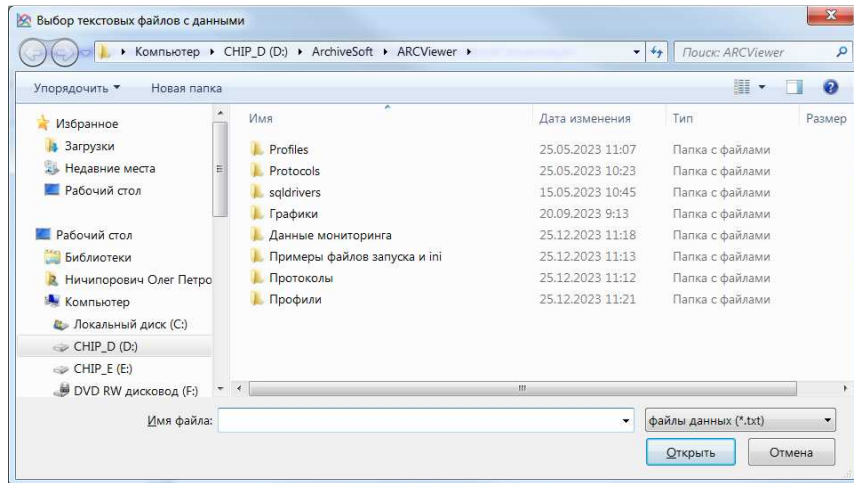 Выбор текстовых файлов с данными
Компьютер CHIP_D (D:) ArchiveSoft ARCViewer Поиск: ARCViewer
Упорядочить Новая папка
Имя Дата изменения Тип Размер
Избранное
Загрузки
Недавние места
Рабочий стол
Рабочий стол
Библиотеки
Ничипорович Олег Петро
Компьютер
Локальный диск (C:)
CHIP_D (D:)
CHIP_E (E:)
DVD RW дисковод (F:)
Profiles 25.05.2023 11:07 Папка с файлами
Protocols 25.05.2023 10:23 Папка с файлами
sqldrivers 15.05.2023 10:45 Папка с файлами
Графики 20.09.2023 9:13 Папка с файлами
Данные мониторинга 25.12.2023 11:18 Папка с файлами
Примеры файлов запуска и ini 25.12.2023 11:13 Папка с файлами
Протоколы 25.12.2023 11:12 Папка с файлами
Профили 25.12.2023 11:21 Папка с файлами
Имя файла: файлы данных (*.txt)
Открыть Отмена